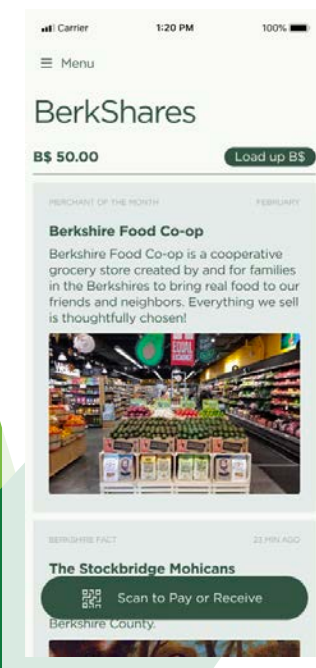 Carrier 1:20 PM 100%
Menu
BerkShares
B$ 50.00 Load up B$
MERCHANT OF THE MONTH FEBRUARY
Berkshire Food Co-op
Berkshire Food Co-op is a cooperative
grocery store created by and for families
in the Berkshires to bring real food to our
friends and neighbors. Everything we sell
is thoughtfully chosen!
EQUAL
EXCHANGE
BERKSHIRE FACT 23 MIN AGO
The Stockbridge Mohicans
Scan to Pay or Receive
Berkshire County.